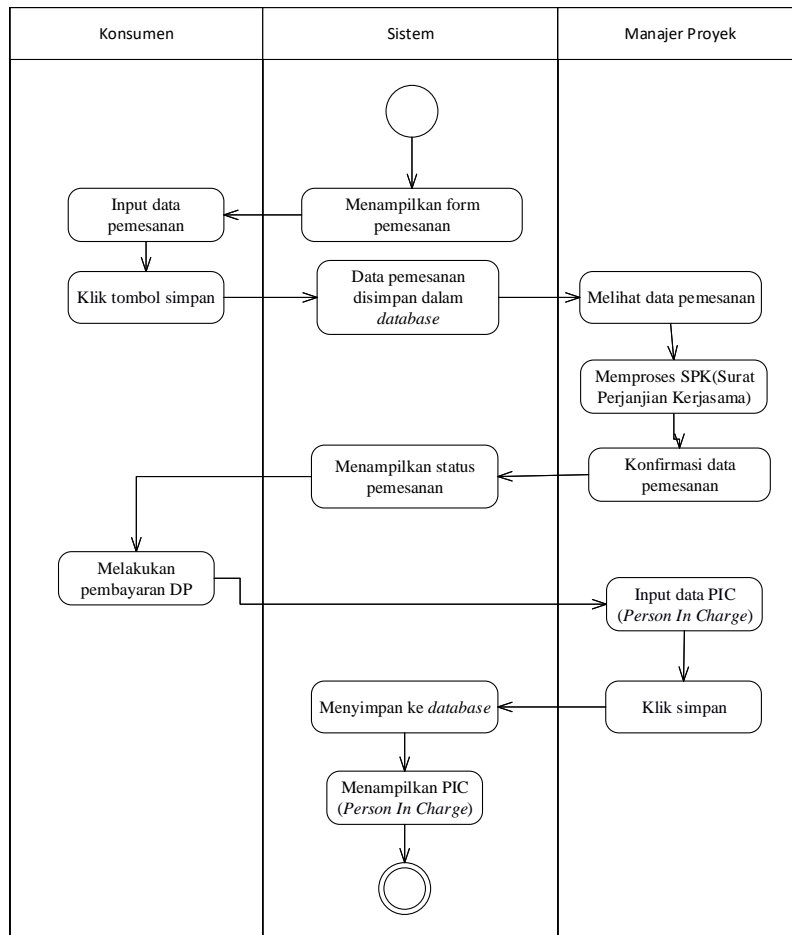 Konsumen
Sistem
Manajer Proyek
Menampilkan form
pemesanan
Input data
pemesanan
Klik tombol simpan
Data pemesanan
disimpan dalam
database
Melihat data pemesanan
Memproses SPK(Surat
Perjanjian Kerjasama)
Konfirmasi data
pemesanan
Menampilkan status
pemesanan
Melakukan
pembayaran DP
Input data PIC
(Person In Charge)
Klik simpan
Menyimpan ke database
Menampilkan PIC
(Person In Charge)